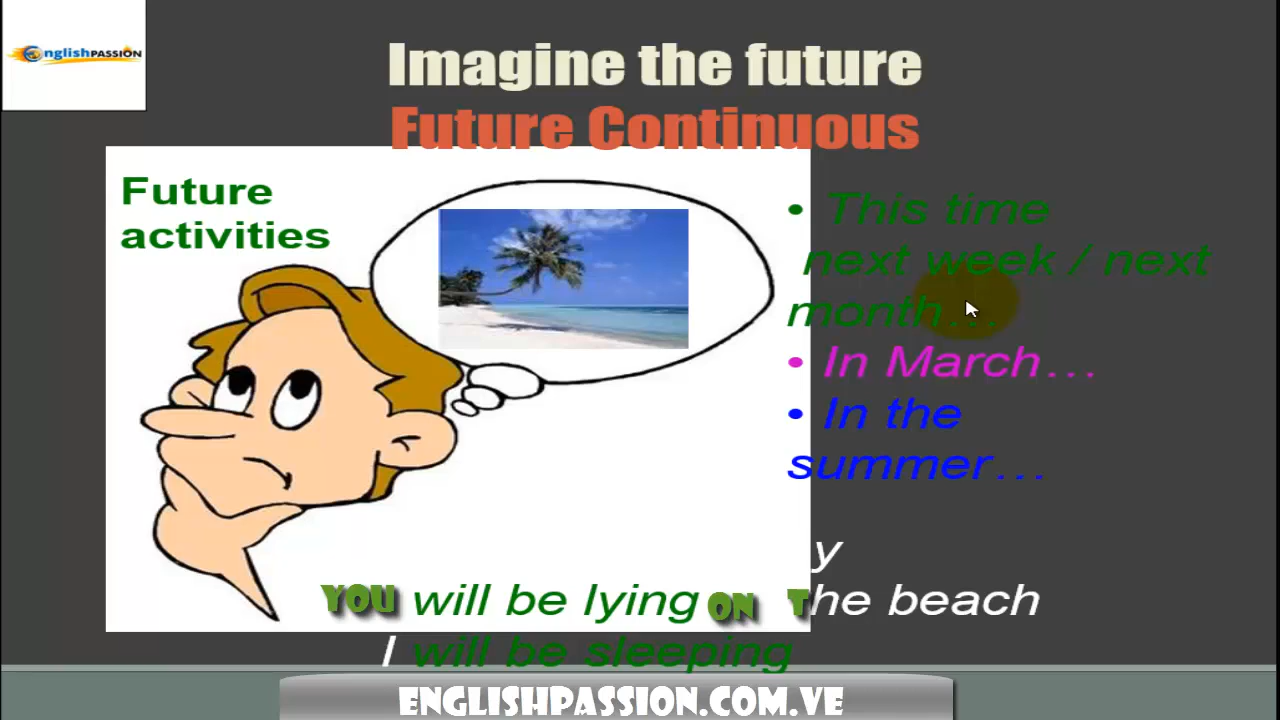 EnglishPASSION
Imagine the future
Future Continuous
Future
activities
• This time
next week / next
month…
• In March…
• In the
summer…
y
YOU will be lying ON The beach
I will be sleeping
ENGLISHPASSION.COM.VE